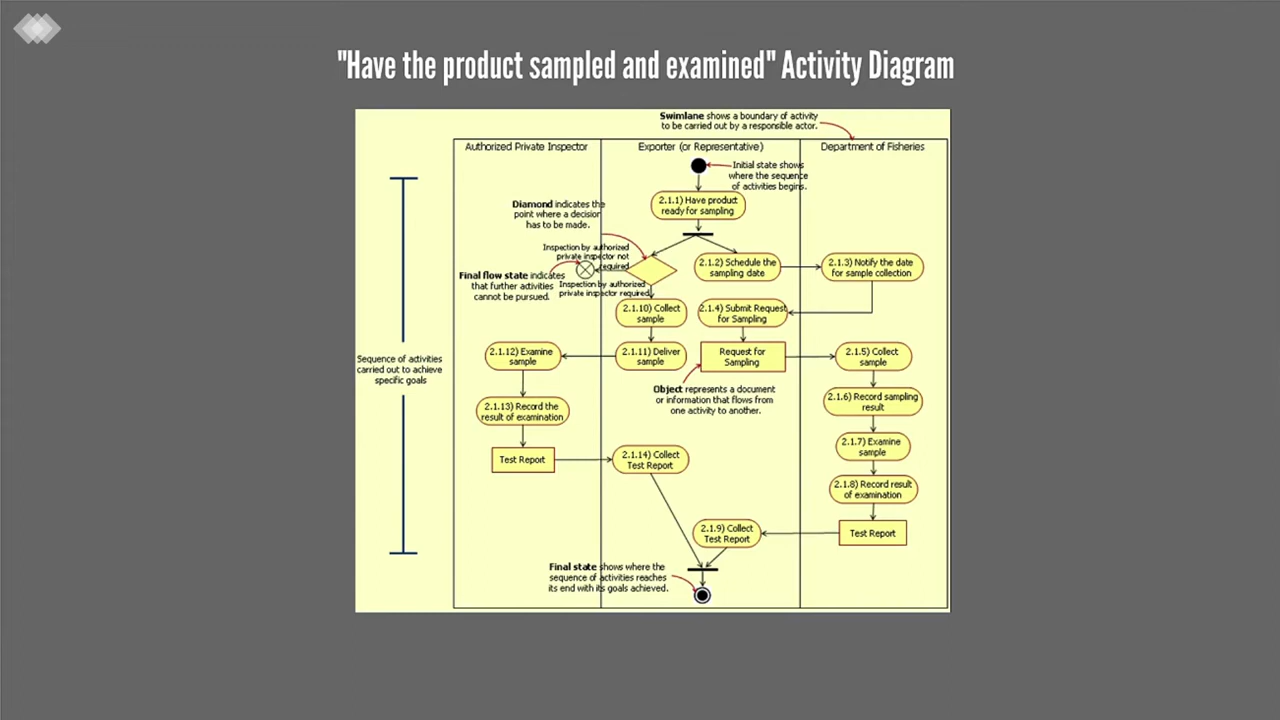 "Have the product sampled and examined" Activity Diagram
Swimlane shows a boundary of activity
to be carried out by a responsible actor.
Authorized Private Inspector
Exporter (or Representative)
Department of Fisheries
Initial state shows
where the sequence
of activities begins.
2.1.1) Have product
ready for sampling
Diamond indicates the
point where a decision
has to be made.
Inspection by authorized
private inspector not
required
Final flow state indicates
that further activities
cannot be pursued.
Inspection by authorized
private inspector required
2.1.2) Schedule the
sampling date
2.1.3) Notify the date
for sample collection
2.1.10) Collect
sample
2.1.4) Submit Request
for Sampling
2.1.12) Examine
sample
2.1.11) Deliver
sample
Request for
Sampling
2.1.5) Collect
sample
Sequence of activities
carried out to achieve
specific goals
Object represents a document
or information that flows from
one activity to another.
2.1.6) Record sampling
result
2.1.13) Record the
result of examination
2.1.7) Examine
sample
Test Report
2.1.14) Collect
Test Report
2.1.8) Record result
of examination
2.1.9) Collect
Test Report
Test Report
Final state shows where the
sequence of activities reaches
its end with its goals achieved.